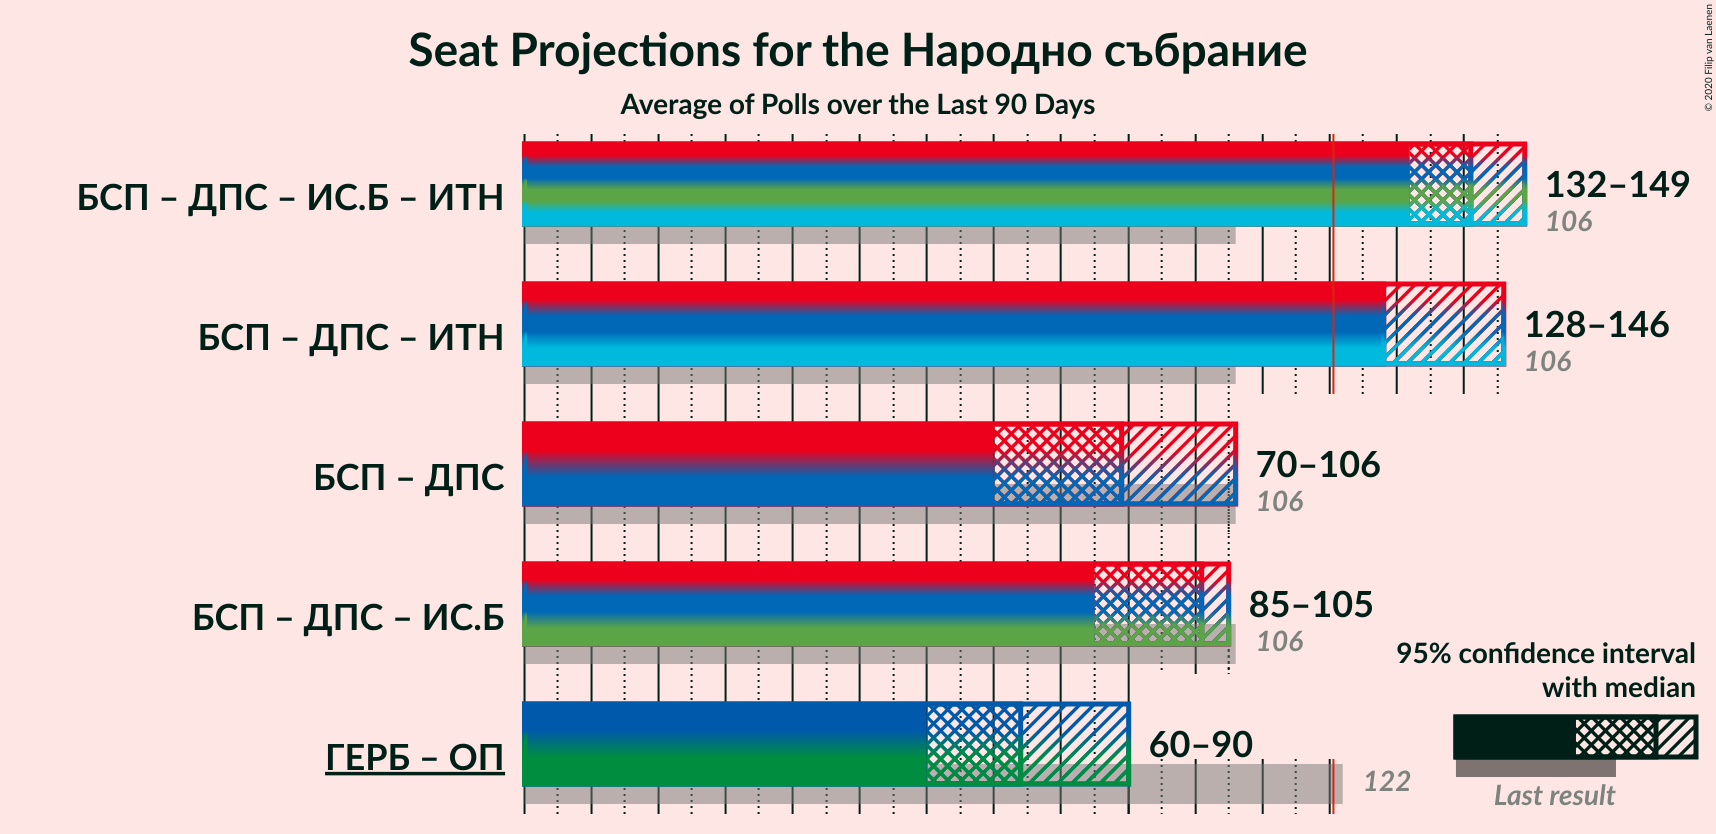 Seat Projections for the Народно събрание
Average of Polls over the Last 90 Days
© 2020 Filip van Laenen
БСП – ДПС – ИС.Б – ИТН
132–149
106
БСП – ДПС – ИТН
128–146
106
БСП – ДПС
70–106
106
БСП – ДПС – ИС.Б
85–105
106
ГЕРБ – ОП
60–90
122
95% confidence interval
with median
Last result